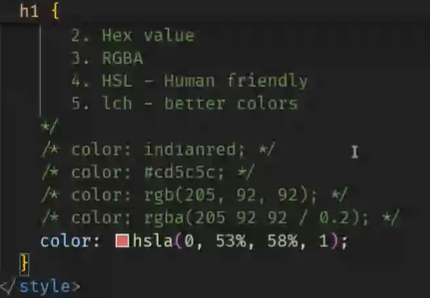 h1 {
2. Hex value
3. RGBA
4. HSL - Human friendly
5. lch - better colors
*/
/* color: indianred; */
/* color: #cd5c5c; */
/* color: rgb(205, 92, 92); */
/* color: rgba(205 92 92 / 0.2); */
color: hsla(0, 53%, 58%, 1);
}
</style>